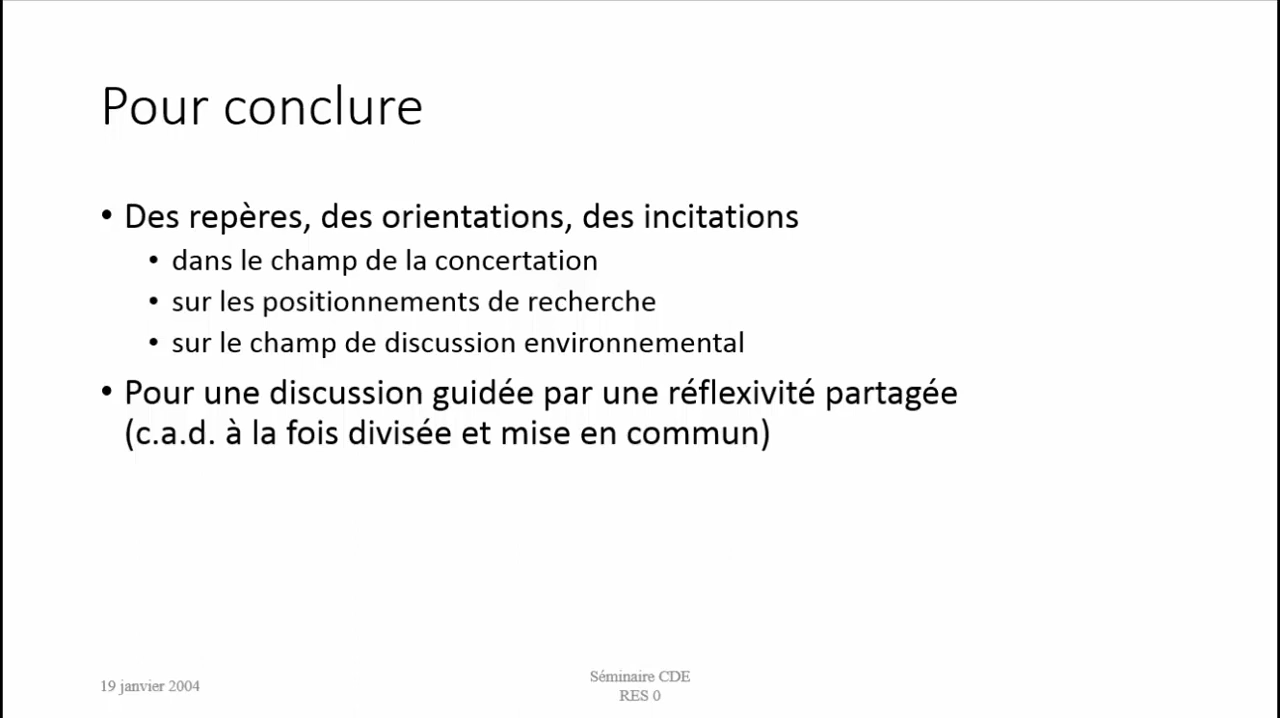 Pour conclure
• Des repères, des orientations, des incitations
• dans le champ de la concertation
• sur les positionnements de recherche
• sur le champ de discussion environnemental
• Pour une discussion guidée par une réflexivité partagée
(c.a.d. à la fois divisée et mise en commun)
19 janvier 2004
Séminaire CDE
RES 0